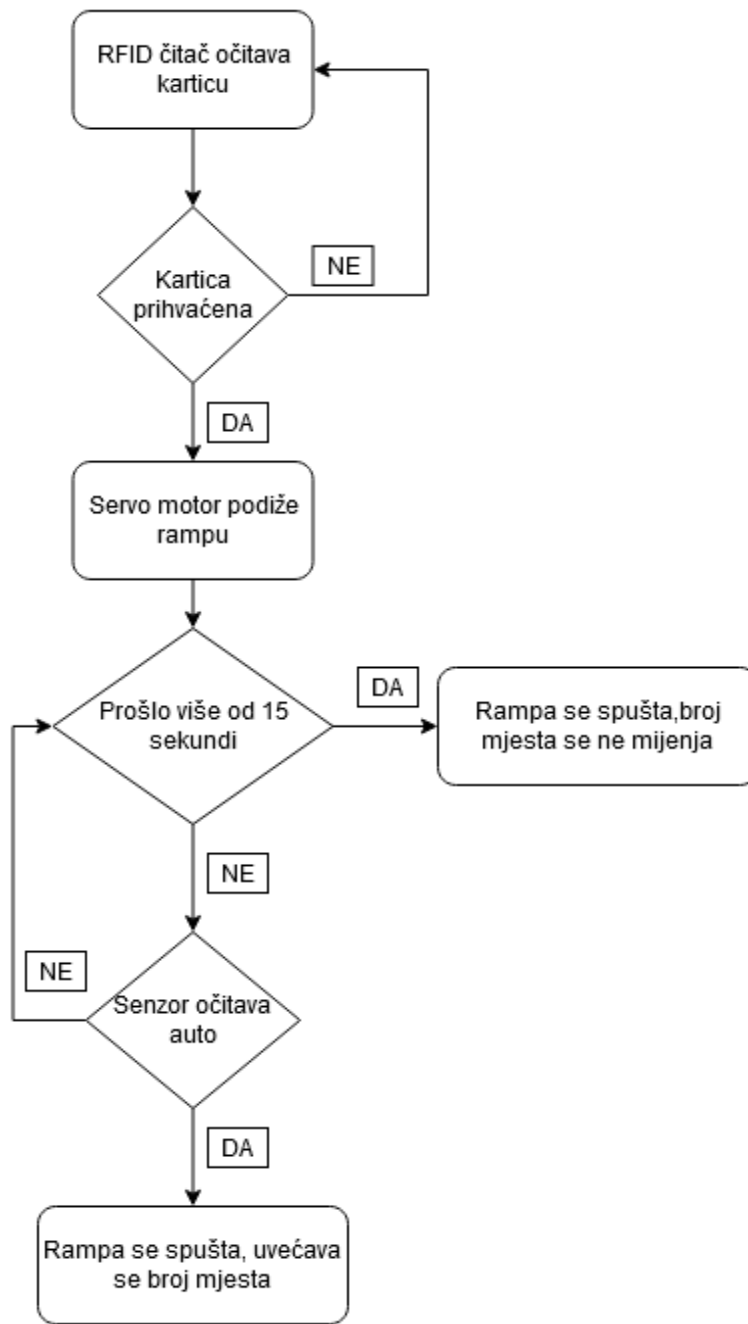 RFID čitač očitava
karticu
Kartica
prihvaćena
NE
DA
Servo motor podiže
rampu
Prošlo više od 15
sekundi
DA
Rampa se spušta,broj
mjesta se ne mijenja
NE
Senzor očitava
auto
NE
DA
Rampa se spušta, uvećava
se broj mjesta